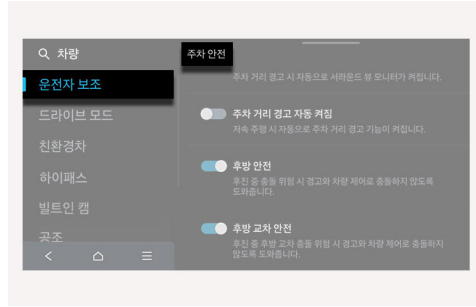 차량
운전자 보조
드라이브 모드
친환경차
하이패스
빌트인 캠
공조
주차 안전
주차 거리 경고 시 자동으로 서라운드 뷰 모니터가 켜집니다.
주차 거리 경고 자동 켜짐
저속 주행 시 자동으로 주차 거리 경고 기능이 켜집니다.
후방 안전
후진 중 충돌 위험 시 경고와 차량 제어로 충돌하지 않도록
도와줍니다.
후방 교차 안전
후진 중 후방 교차 충돌 위험 시 경고와 차량 제어로 충돌하지
않도록 도와줍니다.